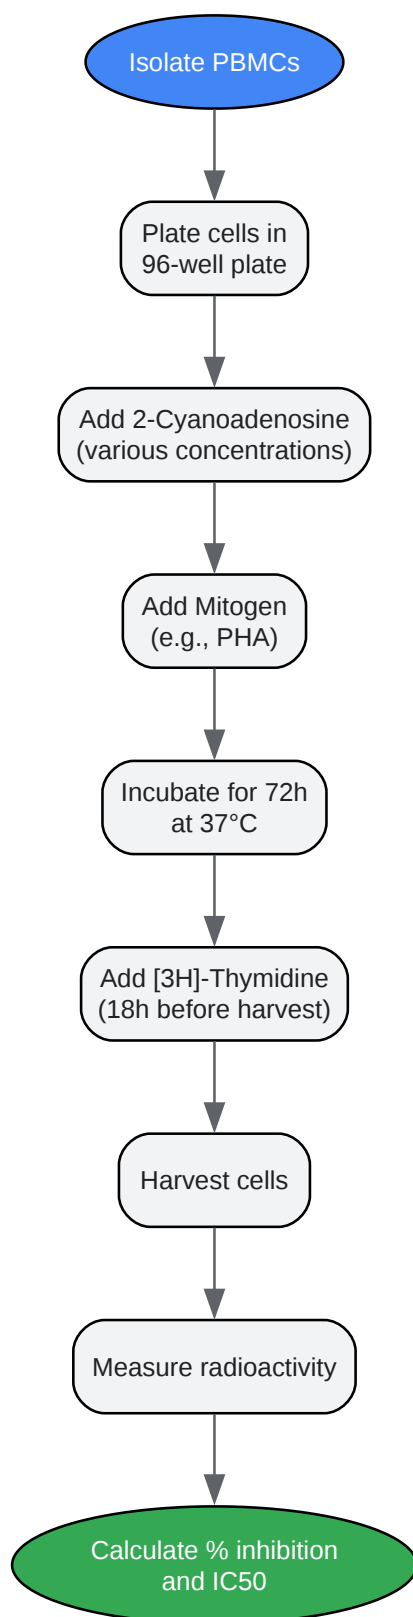 Isolate PBMCs
Plate cells in
96-well plate
Add 2-Cyanoadenosine
(various concentrations)
Add Mitogen
(e.g., PHA)
Incubate for 72h
at 37°C
Add [3H]-Thymidine
(18h before harvest)
Harvest cells
Measure radioactivity
Calculate % inhibition
and IC50